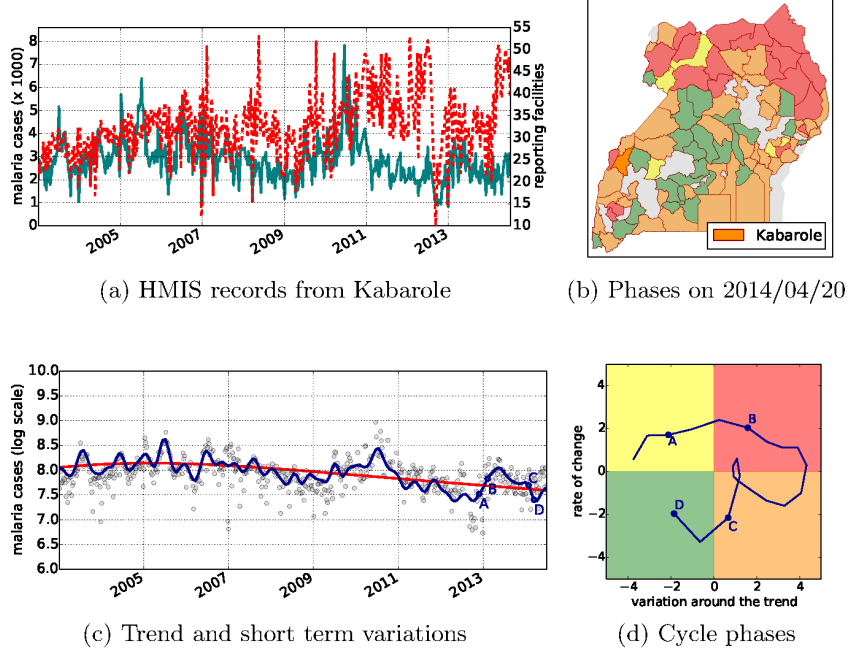 malaria cases (x 1000)
8
7
6
5
4
3
2
1
0
55
50
45
40
35
30
25
20
15
10
reporting facilities
2005
2007
2009
2011
2013
(a) HMIS records from Kabarole
Kabarole
(b) Phases on 2014/04/20
malaria cases (log scale)
10.0
9.5
9.0
8.5
8.0
7.5
7.0
6.5
6.0
A
B
C
D
2005
2007
2009
2011
2013
(c) Trend and short term variations
rate of change
4
2
0
−2
−4
A
B
C
D
−4
−2
0
2
4
variation around the trend
(d) Cycle phases